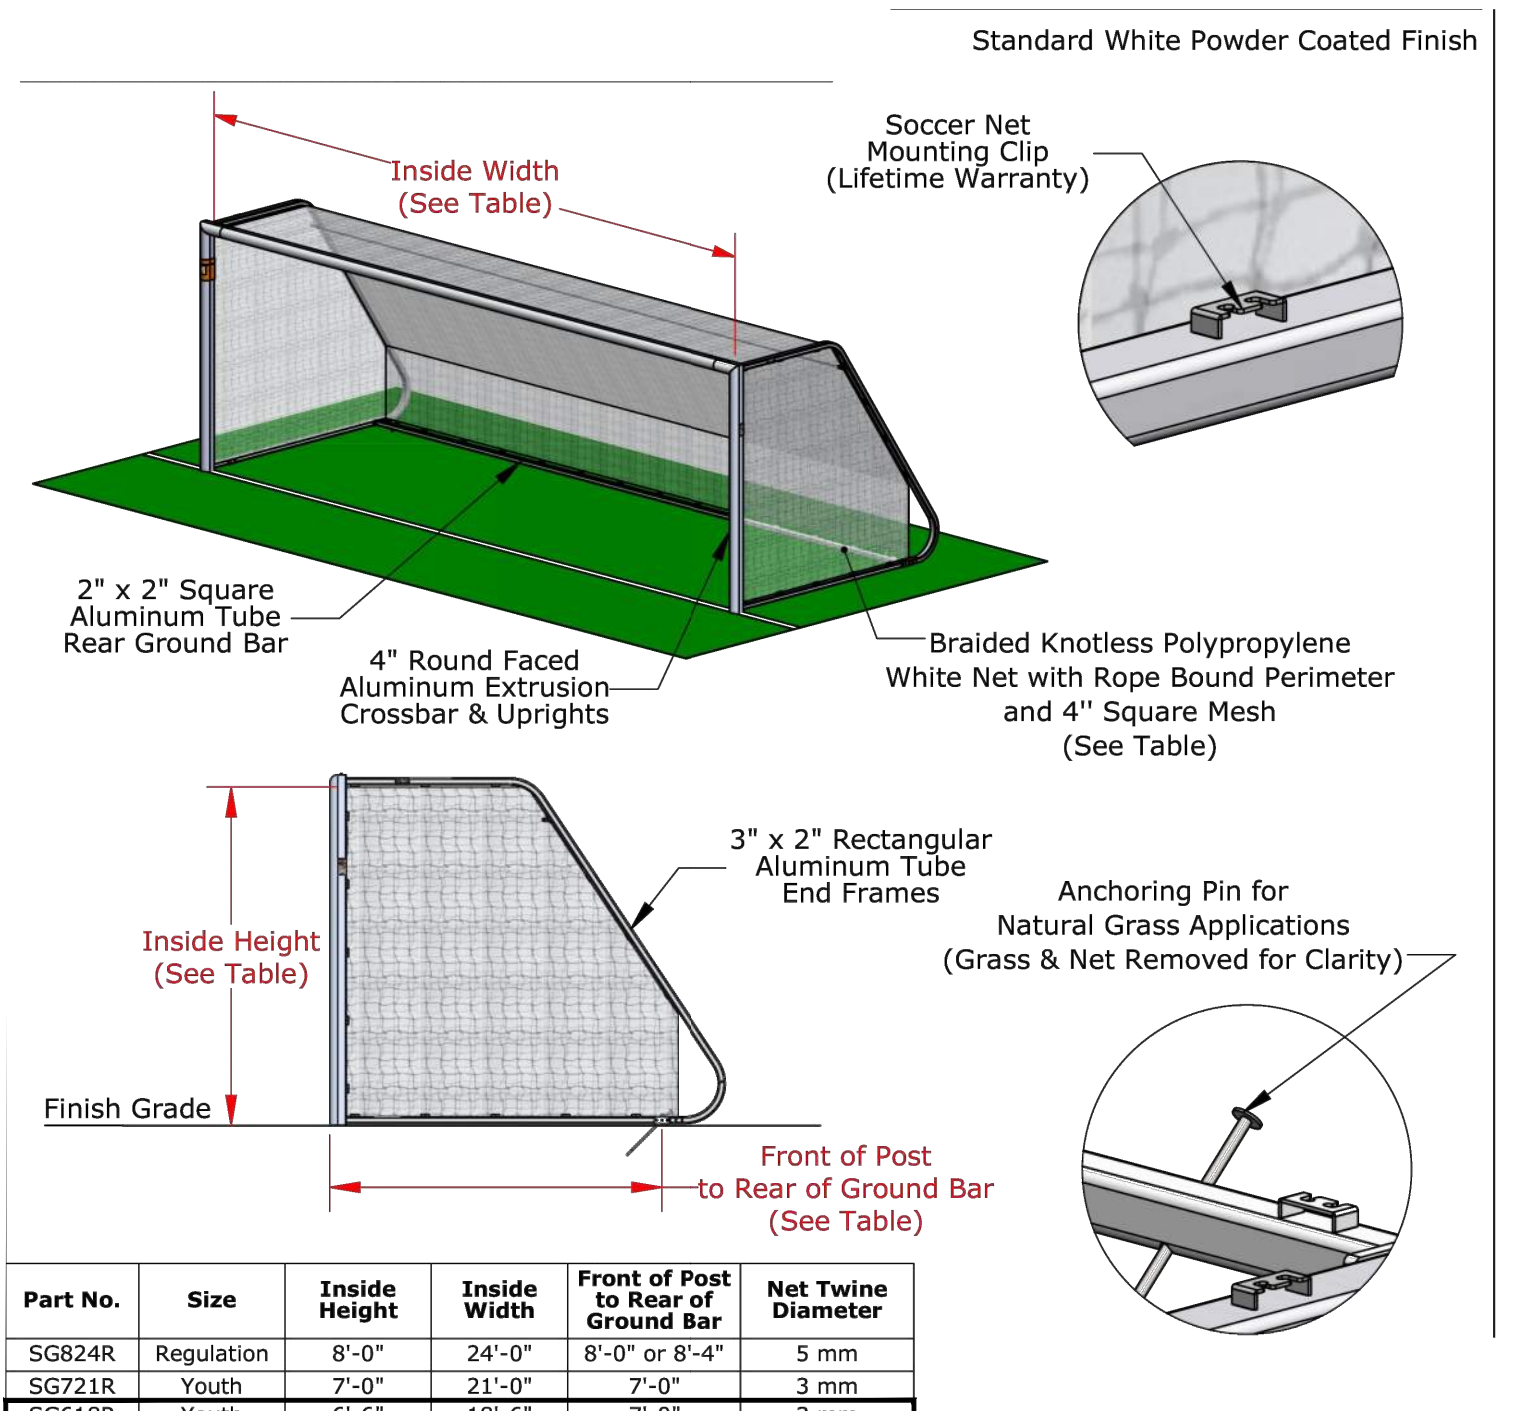 Standard White Powder Coated Finish
Soccer Net
Mounting Clip
(Lifetime Warranty)
Inside Width
(See Table)
2" x 2" Square
Aluminum Tube
Rear Ground Bar
4" Round Faced
Aluminum Extrusion
Crossbar & Uprights
Braided Knotless Polypropylene
White Net with Rope Bound Perimeter
and 4'' Square Mesh
(See Table)
3" x 2" Rectangular
Aluminum Tube
End Frames
Anchoring Pin for
Natural Grass Applications
(Grass & Net Removed for Clarity)
Inside Height
(See Table)
Finish Grade
Front of Post
to Rear of Ground Bar
(See Table)
Part No. Size Inside Height Inside Width Front of Post to Rear of Ground Bar Net Twine Diameter
SG824R Regulation 8'-0" 24'-0" 8'-0" or 8'-4" 5 mm
SG721R Youth 7'-0" 21'-0" 7'-0" 3 mm